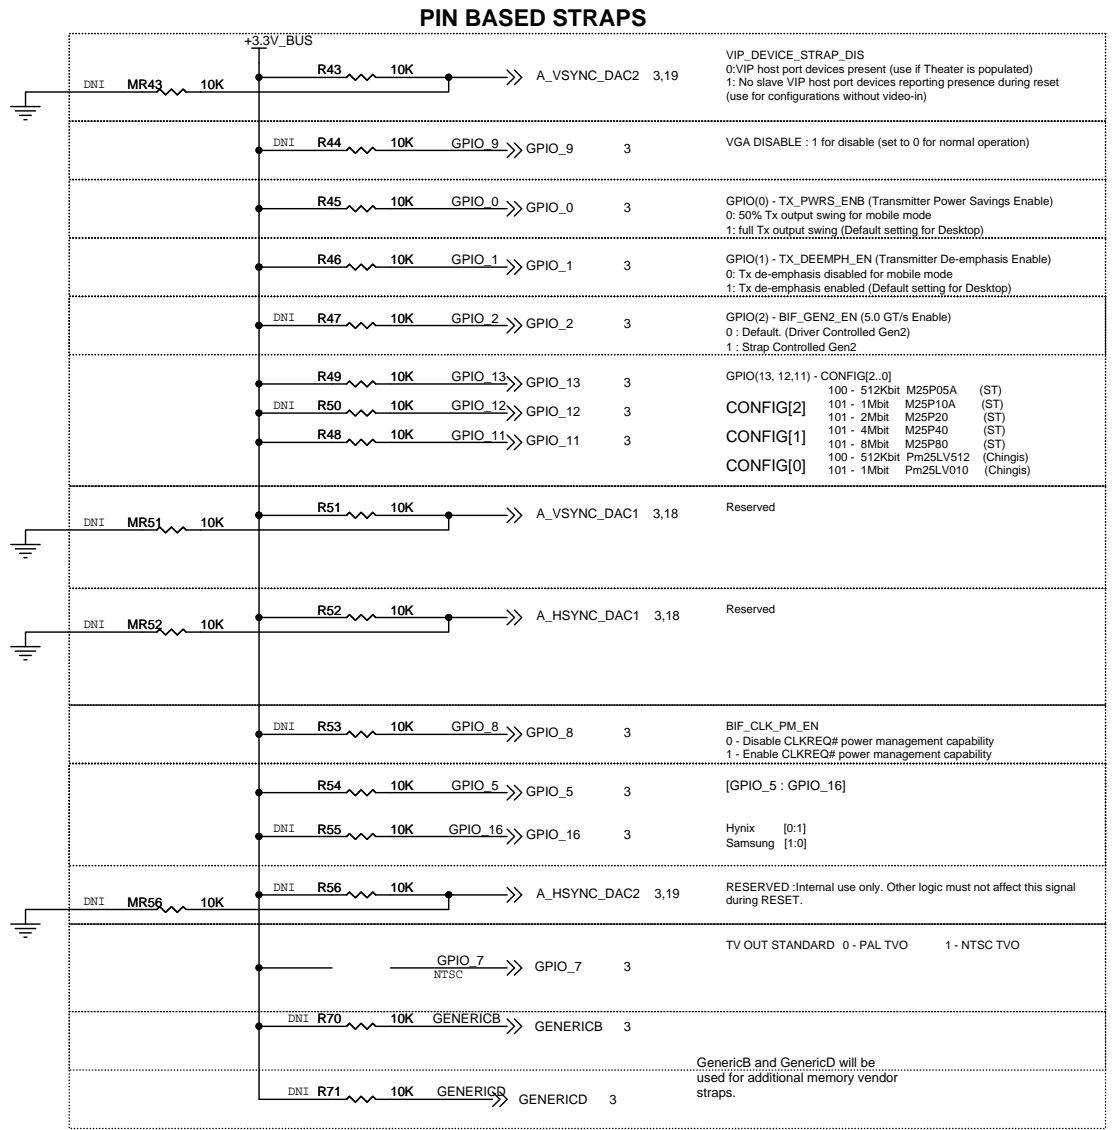 PIN BASED STRAPS
+3.3V_BUS
DNI MR43 10K R43 10K A_VSYNC_DAC2 3,19
VIP_DEVICE_STRAP_DIS
0:VIP host port devices present (use if Theater is populated)
1: No slave VIP host port devices reporting presence during reset
(use for configurations without video-in)
DNI R44 10K GPIO_9 GPIO_9 3
VGA DISABLE : 1 for disable (set to 0 for normal operation)
R45 10K GPIO_0 GPIO_0 3
GPIO(0) - TX_PWRS_ENB (Transmitter Power Savings Enable)
0: 50% Tx output swing for mobile mode
1: full Tx output swing (Default setting for Desktop)
R46 10K GPIO_1 GPIO_1 3
GPIO(1) - TX_DEEMPH_EN (Transmitter De-emphasis Enable)
0: Tx de-emphasis disabled for mobile mode
1: Tx de-emphasis enabled (Default setting for Desktop)
DNI R47 10K GPIO_2 GPIO_2 3
GPIO(2) - BIF_GEN2_EN (5.0 GT/s Enable)
0 : Default. (Driver Controlled Gen2)
1 : Strap Controlled Gen2
R49 10K GPIO_13 GPIO_13 3
DNI R50 10K GPIO_12 GPIO_12 3
R48 10K GPIO_11 GPIO_11 3
GPIO(13, 12,11) - CONFIG[2..0]
CONFIG[2]
CONFIG[1]
CONFIG[0]
100 - 512Kbit M25P05A (ST)
101 - 1Mbit M25P10A (ST)
101 - 2Mbit M25P20 (ST)
101 - 4Mbit M25P40 (ST)
101 - 8Mbit M25P80 (ST)
100 - 512Kbit Pm25LV512 (Chingis)
101 - 1Mbit Pm25LV010 (Chingis)
DNI MR51 10K R51 10K A_VSYNC_DAC1 3,18
Reserved
DNI MR52 10K R52 10K A_HSYNC_DAC1 3,18
Reserved
DNI R53 10K GPIO_8 GPIO_8 3
BIF_CLK_PM_EN
0 - Disable CLKREQ# power management capability
1 - Enable CLKREQ# power management capability
R54 10K GPIO_5 GPIO_5 3
[GPIO_5 : GPIO_16]
DNI R55 10K GPIO_16 GPIO_16 3
Hynix [0:1]
Samsung [1:0]
DNI MR56 10K DNI R56 10K A_HSYNC_DAC2 3,19
RESERVED :Internal use only. Other logic must not affect this signal
during RESET.
GPIO_7 NTSC GPIO_7 3
TV OUT STANDARD 0 - PAL TVO 1 - NTSC TVO
DNI R70 10K GENERICB GENERICB 3
DNI R71 10K GENERICD GENERICD 3
GenericB and GenericD will be
used for additional memory vendor
straps.